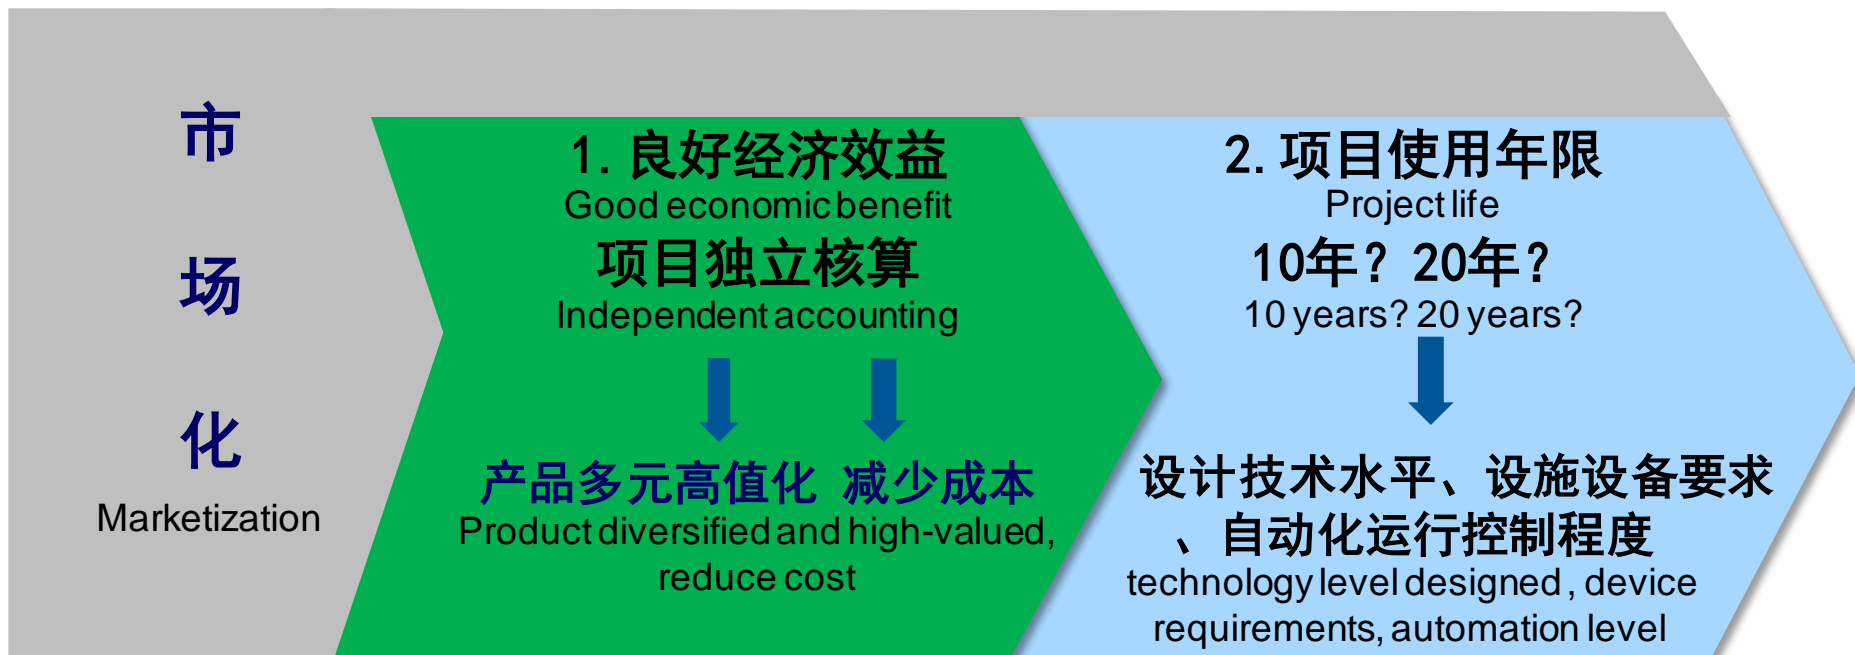 市
场
化
Marketization
1.良好经济效益
Good economic benefit
项目独立核算
Independent accounting
产品多元高值化 减少成本
Product diversified and high-valued,
reduce cost
2.项目使用年限
Project life
10年？20年？
10 years? 20 years?
设计技术水平、设施设备要求
、自动化运行控制程度
technology level designed , device
requirements, automation level